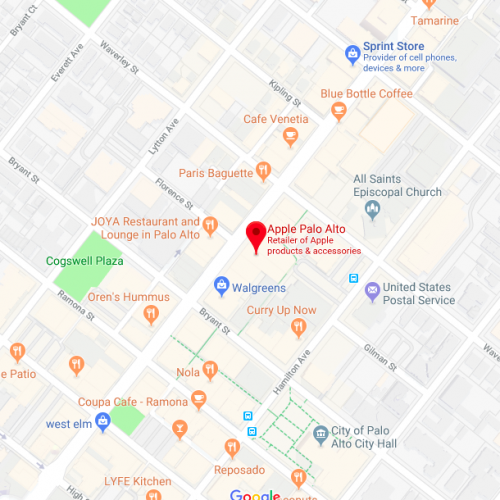 Tamarine
Bryant Ct
Everett Ave
Waverley St
Sprint Store
Provider of cell phones,
devices & more
Kipling St
Blue Bottle Coffee
Cafe Venetia
Lytton Ave
Bryant St
Paris Baguette
All Saints
Episcopal Church
Florence St
JOYA Restaurant and
Lounge in Palo Alto
Apple Palo Alto
Retailer of Apple
products & accessories
Cogswell Plaza
Walgreens
United States
Postal Service
Oren's Hummus
Ramona St
Curry Up Now
Bryant St
Gilman St
Hamilton Ave
Patio
Nola
Coupa Cafe - Ramona
west elm
City of Palo
Alto City Hall
Reposado
LYFE Kitchen
High
Google